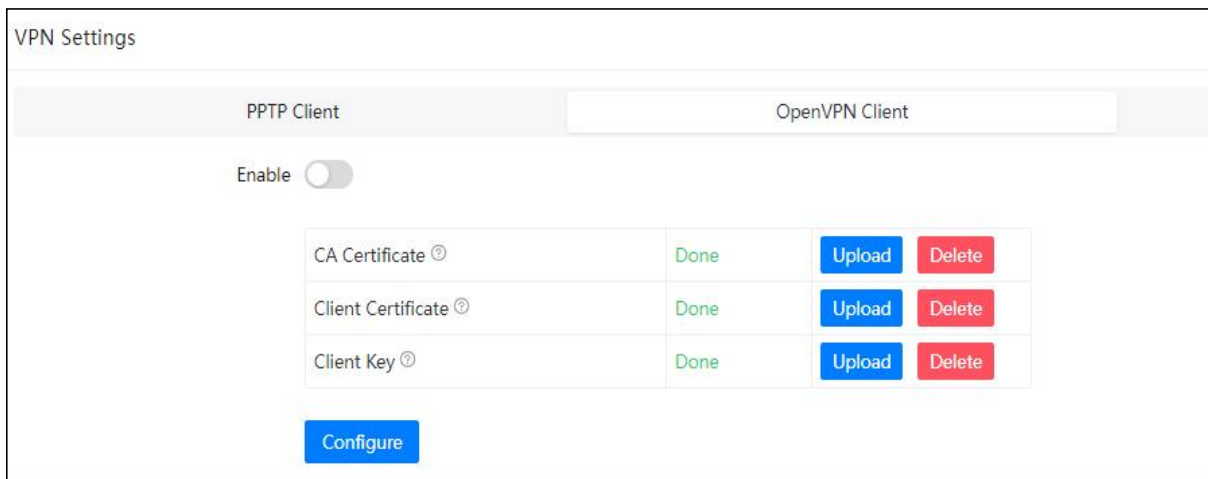 VPN Settings
PPTP Client OpenVPN Client
Enable
CA Certificate ? Done Upload Delete
Client Certificate ? Done Upload Delete
Client Key ? Done Upload Delete
Configure